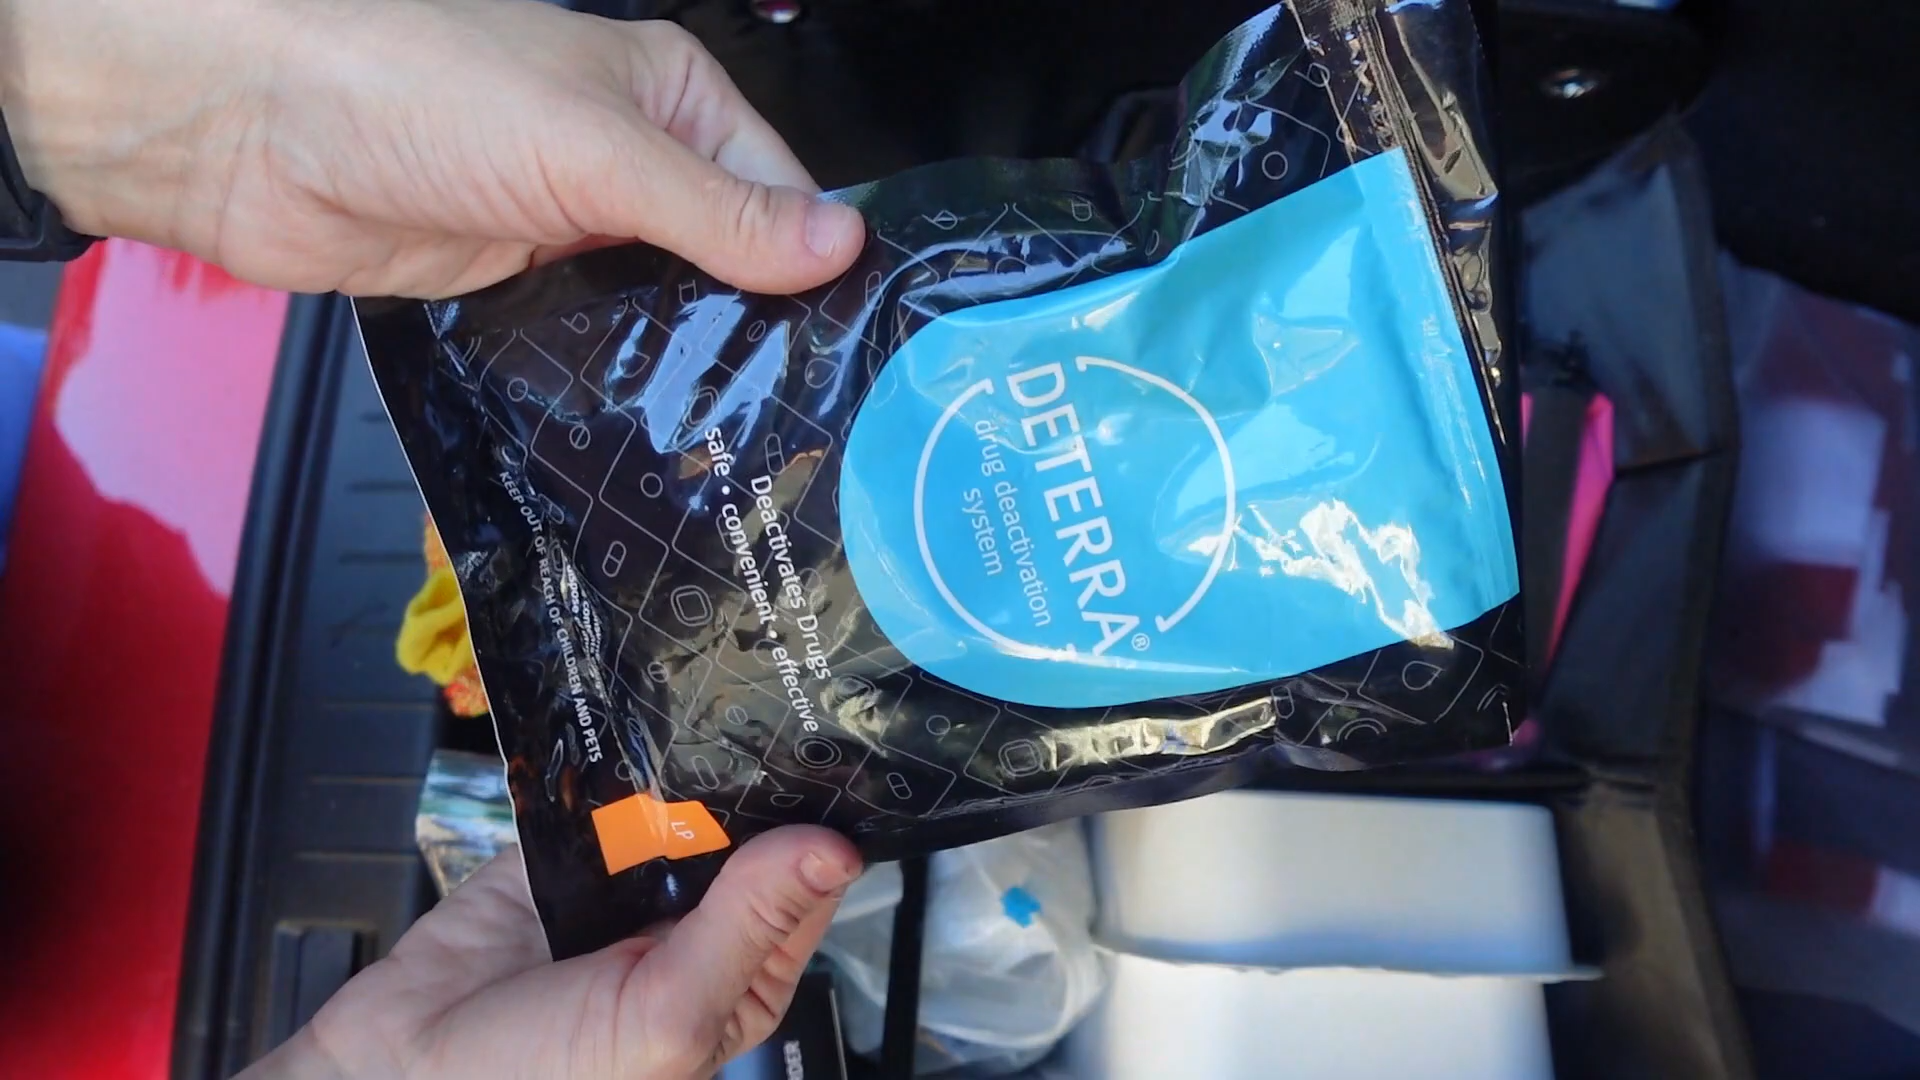 DETERRA®
drug deactivation
system
Deactivates Drugs
safe • convenient • effective
KEEP OUT OF REACH OF CHILDREN AND PETS
LP